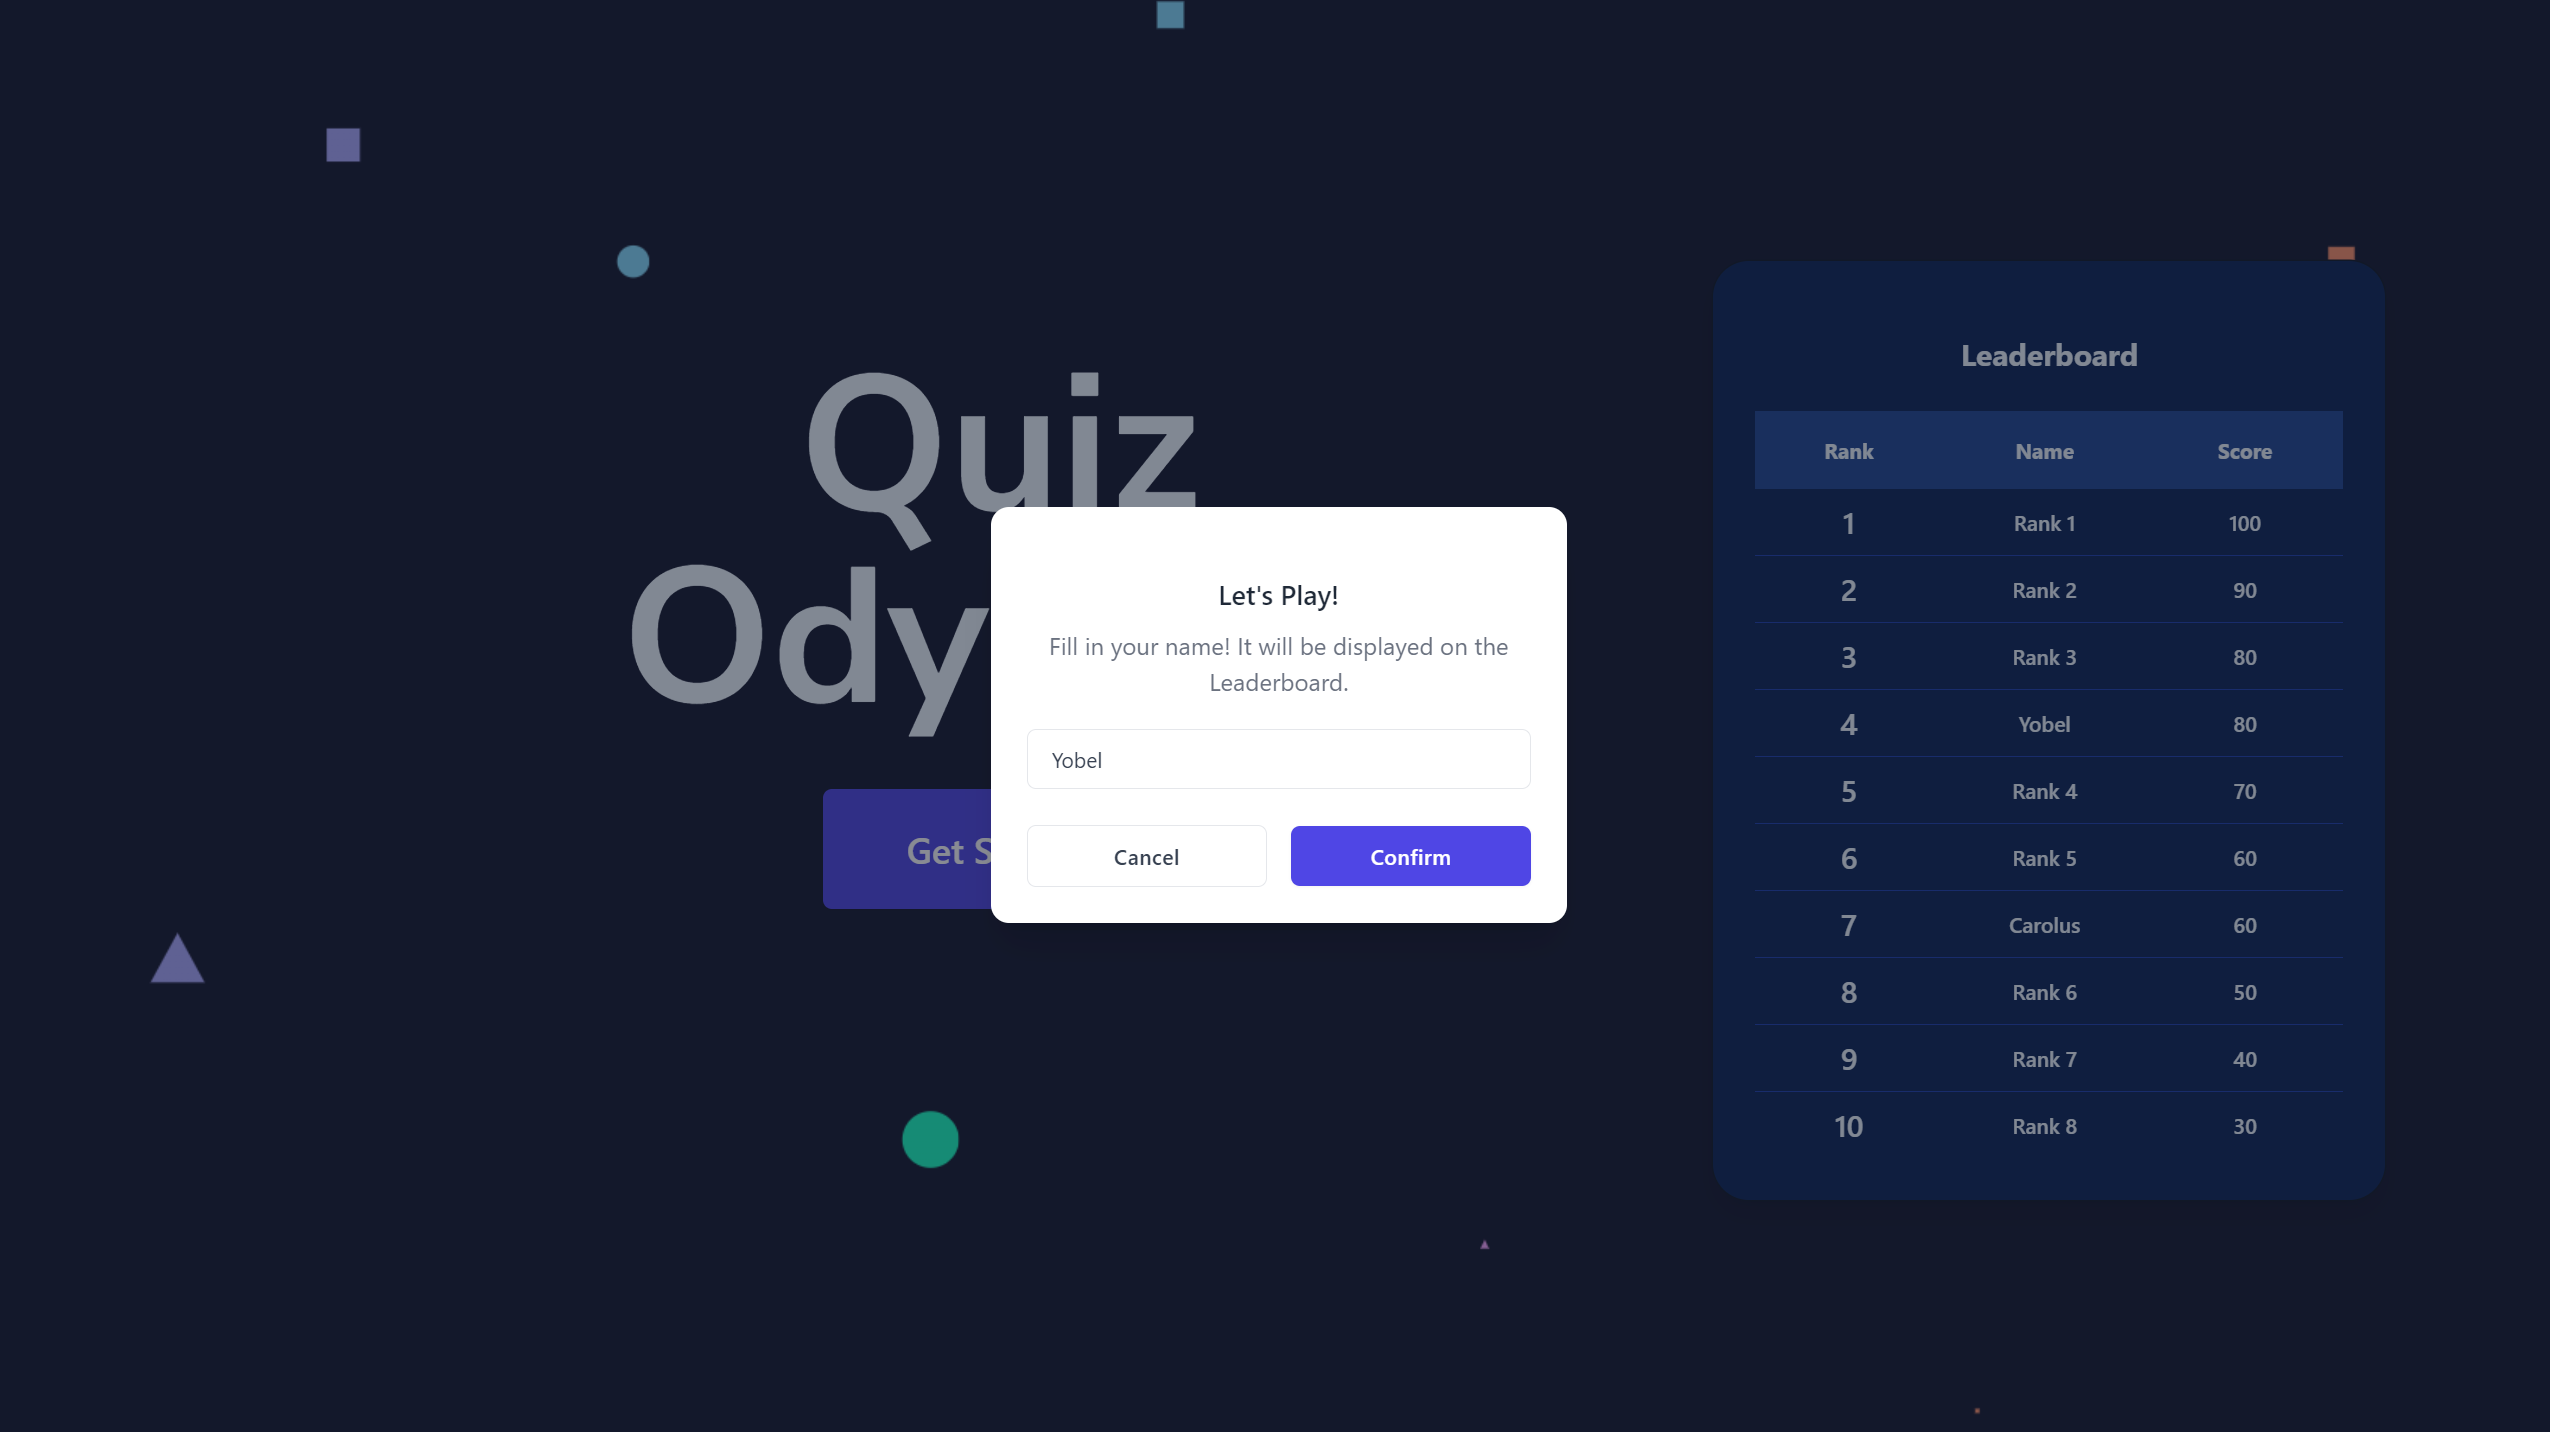 Quiz
Ody
Get S
Let's Play!
Fill in your name! It will be displayed on the
Leaderboard.
Yobel
Cancel Confirm
Leaderboard
Rank Name Score
1 Rank 1 100
2 Rank 2 90
3 Rank 3 80
4 Yobel 80
5 Rank 4 70
6 Rank 5 60
7 Carolus 60
8 Rank 6 50
9 Rank 7 40
10 Rank 8 30